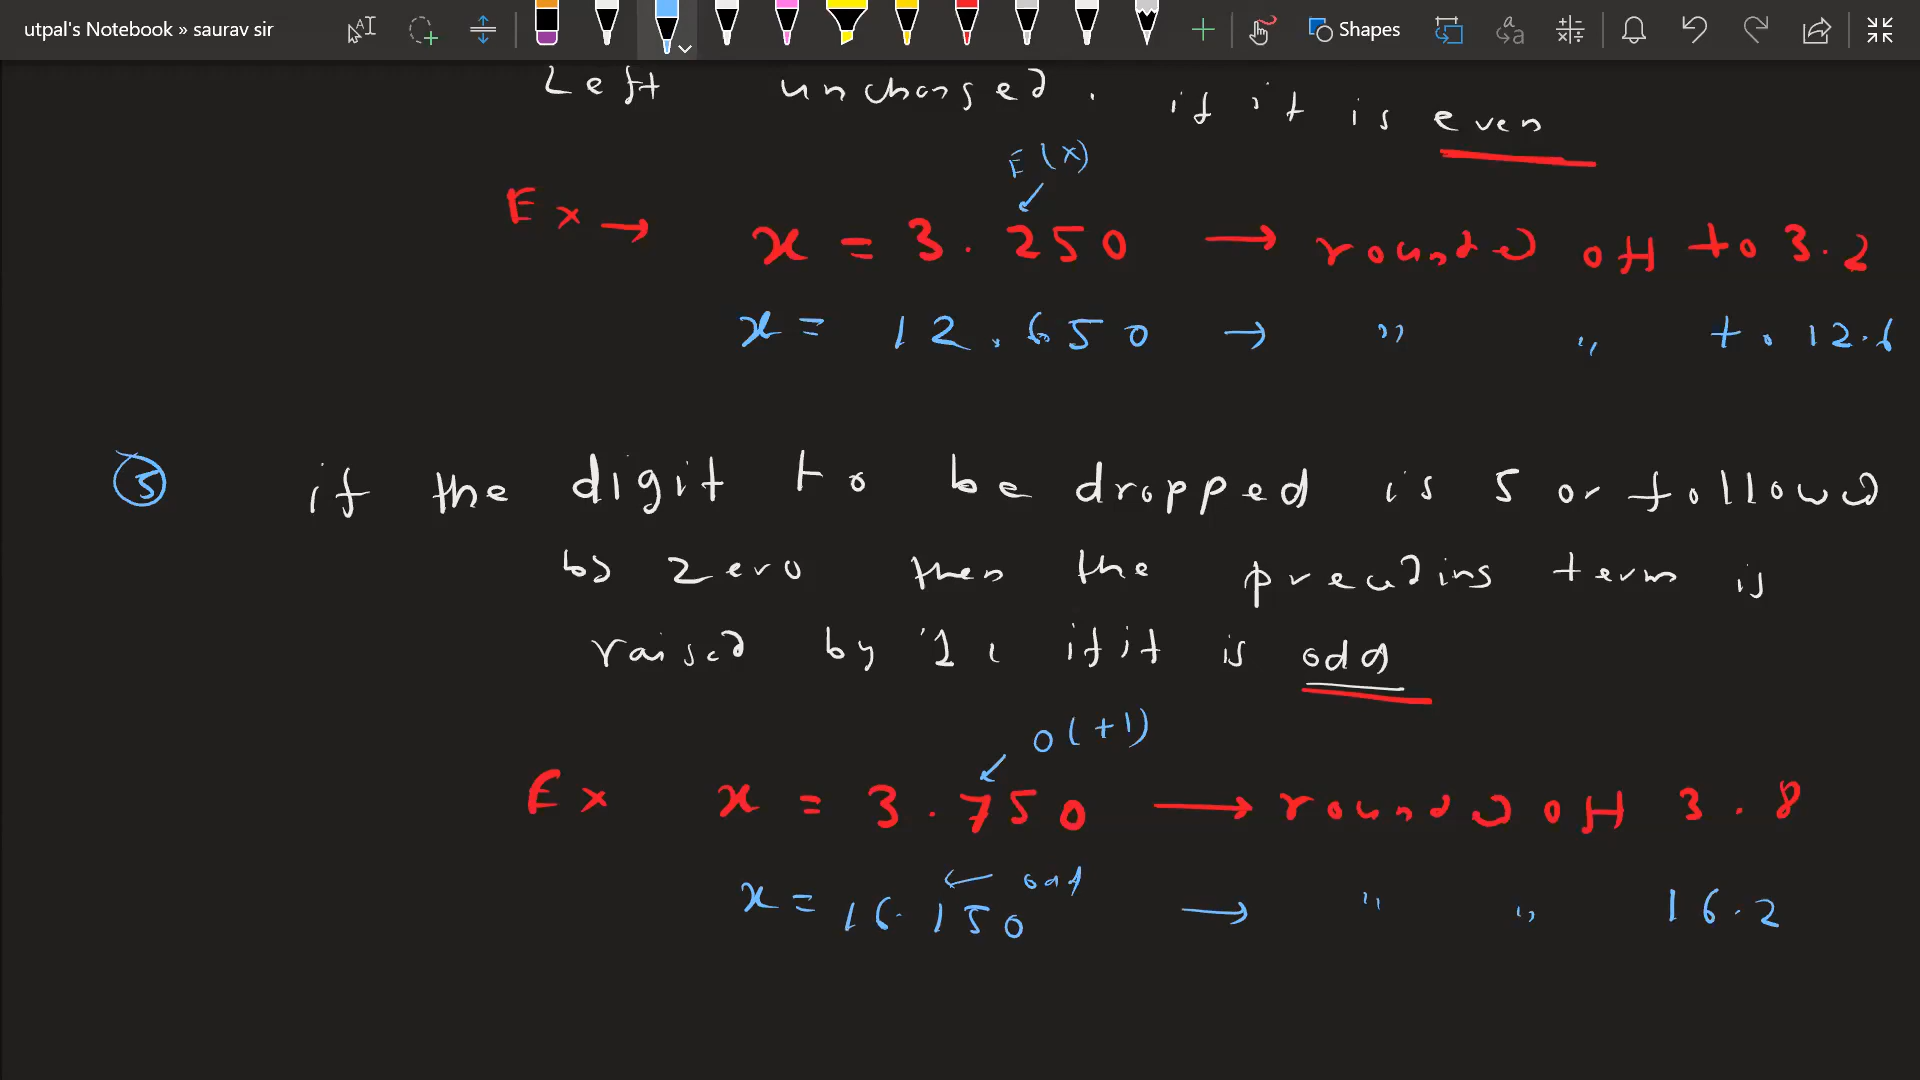 utpal's Notebook » saurav sir
Shapes
Left unchanged. if it is even
E(x)
Ex → x = 3.250 → rounded off to 3.2
x = 12.650 → " " to 12.6
5 if the digit to be dropped is 5 or followed
by zero then the preceding term is
raised by '1' if it is odd
O(+1)
Ex x = 3.750 → rounded off 3.8
← odd
x = 16.150 → " " 16.2